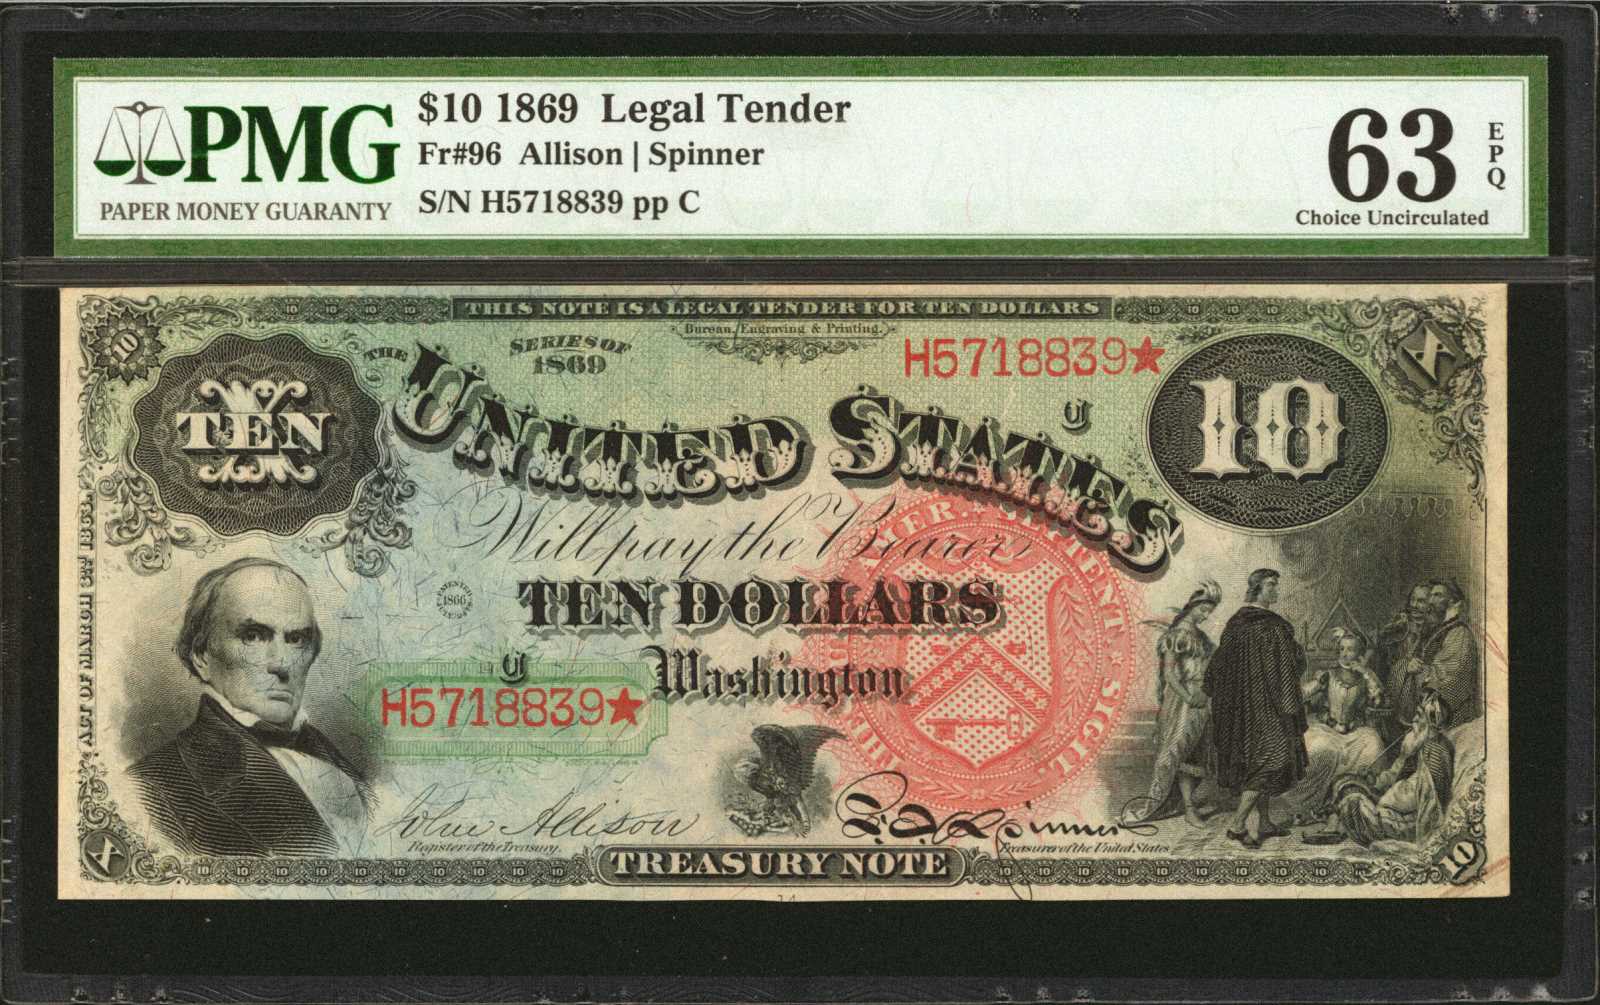 PMG
PAPER MONEY GUARANTY
$10 1869 Legal Tender
Fr#96 Allison | Spinner
S/N H5718839 pp C
63
EPQ
Choice Uncirculated
THIS NOTE IS A LEGAL TENDER FOR TEN DOLLARS
Bureau, Engraving & Printing.
SERIES OF
1869
H5718839★
10
X
TEN
10
THE
UNITED STATES
Will pay the Bearer
TEN DOLLARS
1866
Washington
H5718839★
ACT OF MARCH 3RD 1863.
John Allison
Register of the Treasury.
F. E. Spinner
Treasurer of the United States.
X
TREASURY NOTE
10